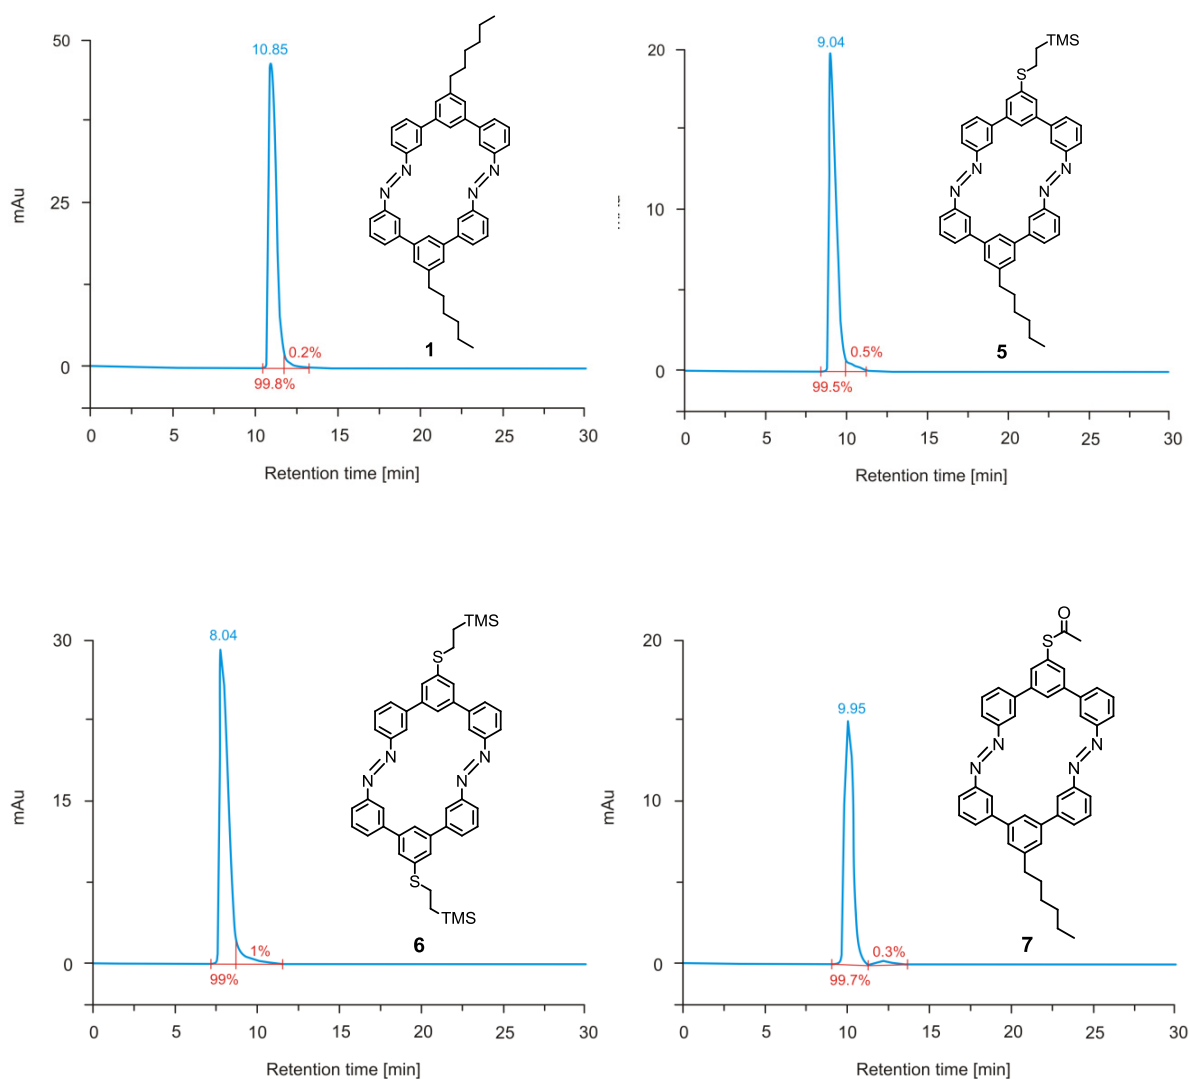 50
25
0
mAu
10.85
0.2%
99.8%
N
N
N
N
1
0 5 10 15 20 25 30
Retention time [min]
20
10
0
9.04
0.5%
99.5%
TMS
S
N
N
N
N
5
0 5 10 15 20 25 30
Retention time [min]
30
15
0
mAu
8.04
1%
99%
TMS
S
N
N
N
N
S
TMS
6
0 5 10 15 20 25 30
Retention time [min]
20
10
0
mAu
9.95
0.3%
99.7%
O
S
N
N
N
N
7
0 5 10 15 20 25 30
Retention time [min]